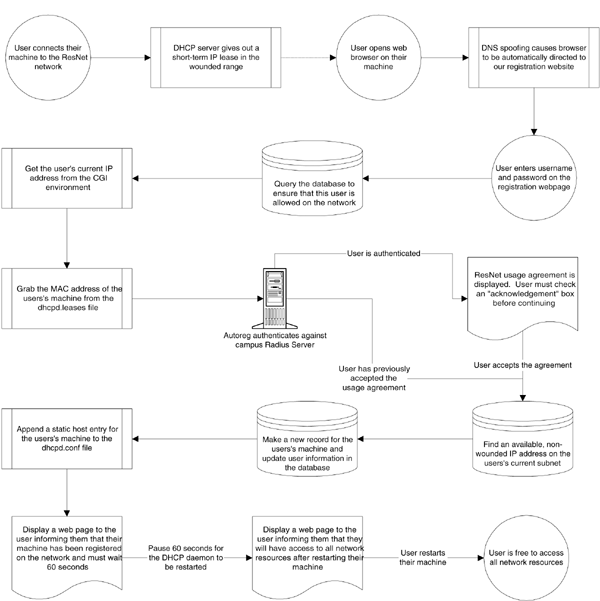 User connects their
machine to the ResNet
network
DHCP server gives out a
short-term IP lease in the
wounded range
User opens web
browser on their
machine
DNS spoofing causes browser
to be automatically directed to
our registration website
User enters username
and password on the
registration webpage
Query the database to
ensure that this user is
allowed on the network
Get the user's current IP
address from the CGI
environment
Grab the MAC address of the
users's machine from the
dhcpd.leases file
Autoreg authenticates against
campus Radius Server
User is authenticated
ResNet usage agreement is
displayed. User must check
an "acknowledgement" box
before continuing
User has previously
accepted the
usage agreement
User accepts the agreement
Find an available, non-
wounded IP address on the
users's current subnet
Make a new record for the
users's machine and
update user information in
the database
Append a static host entry for
the users's machine to the
dhcpd.conf file
Display a web page to the
user informing them that their
machine has been registered
on the network and must wait
60 seconds
Pause 60 seconds for
the DHCP daemon to
be restarted
Display a web page to the
user informing them that they
will have access to all network
resources after restarting their
machine
User restarts
their machine
User is free to access
all network resources